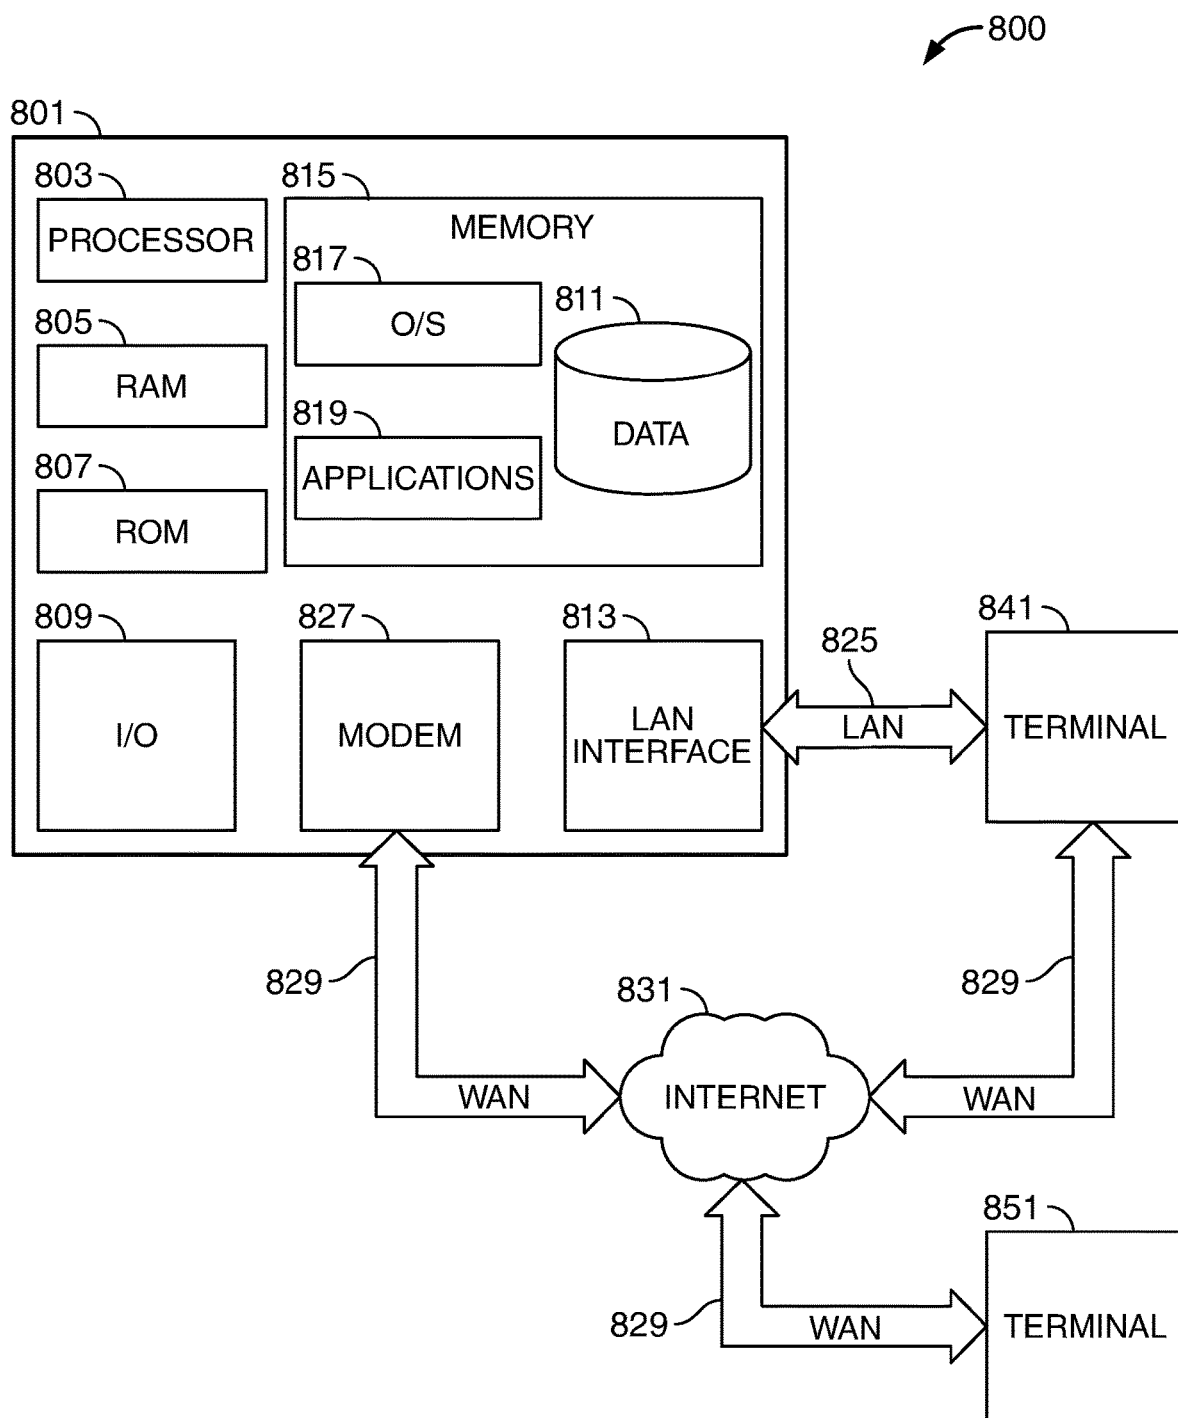 800
801
803
PROCESSOR
805
RAM
807
ROM
815
MEMORY
817
O/S
819
APPLICATIONS
811
DATA
809
I/O
827
MODEM
813
LAN
INTERFACE
825
LAN
841
TERMINAL
829
WAN
831
INTERNET
829
WAN
829
WAN
851
TERMINAL